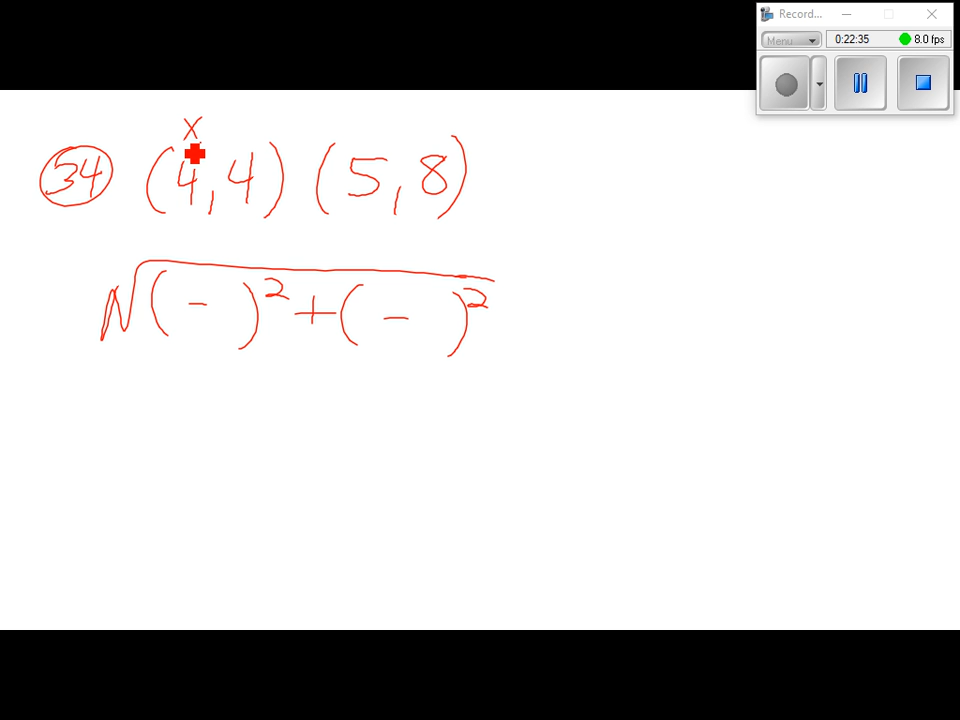 Record...
Menu
0:22:35
8.0 fps
x
34 (4,4) (5,8)
√( - )² + ( - )²